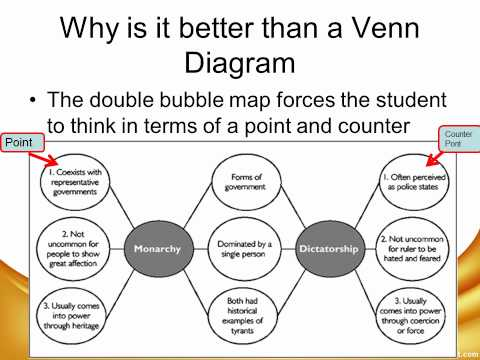 Why is it better than a Venn
Diagram
• The double bubble map forces the student
to think in terms of a point and counter
Point
Counter
Pont
1. Coexists with
representative
governments
Forms of
government
1. Often perceived
as police states
2. Not
uncommon for
people to show
great affection
Monarchy
Dominated by a
single person
Dictatorship
2. Not uncommon
for ruler to be
hated and feared
3. Usually comes
into power
through heritage
Both had
historical
examples of
tyrants
3. Usually
comes into power
through coercion
or force
t.com